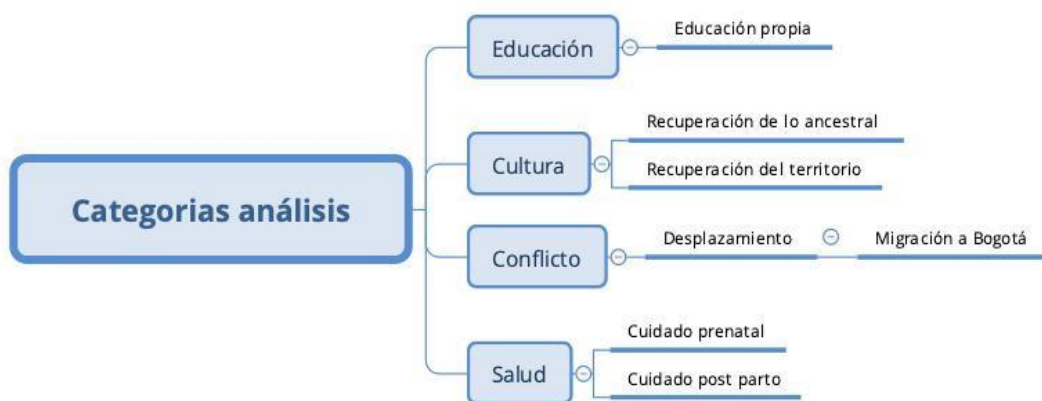 Categorias análisis
Educación
Educación propia
Cultura
Recuperación de lo ancestral
Recuperación del territorio
Conflicto
Desplazamiento
Migración a Bogotá
Salud
Cuidado prenatal
Cuidado post parto